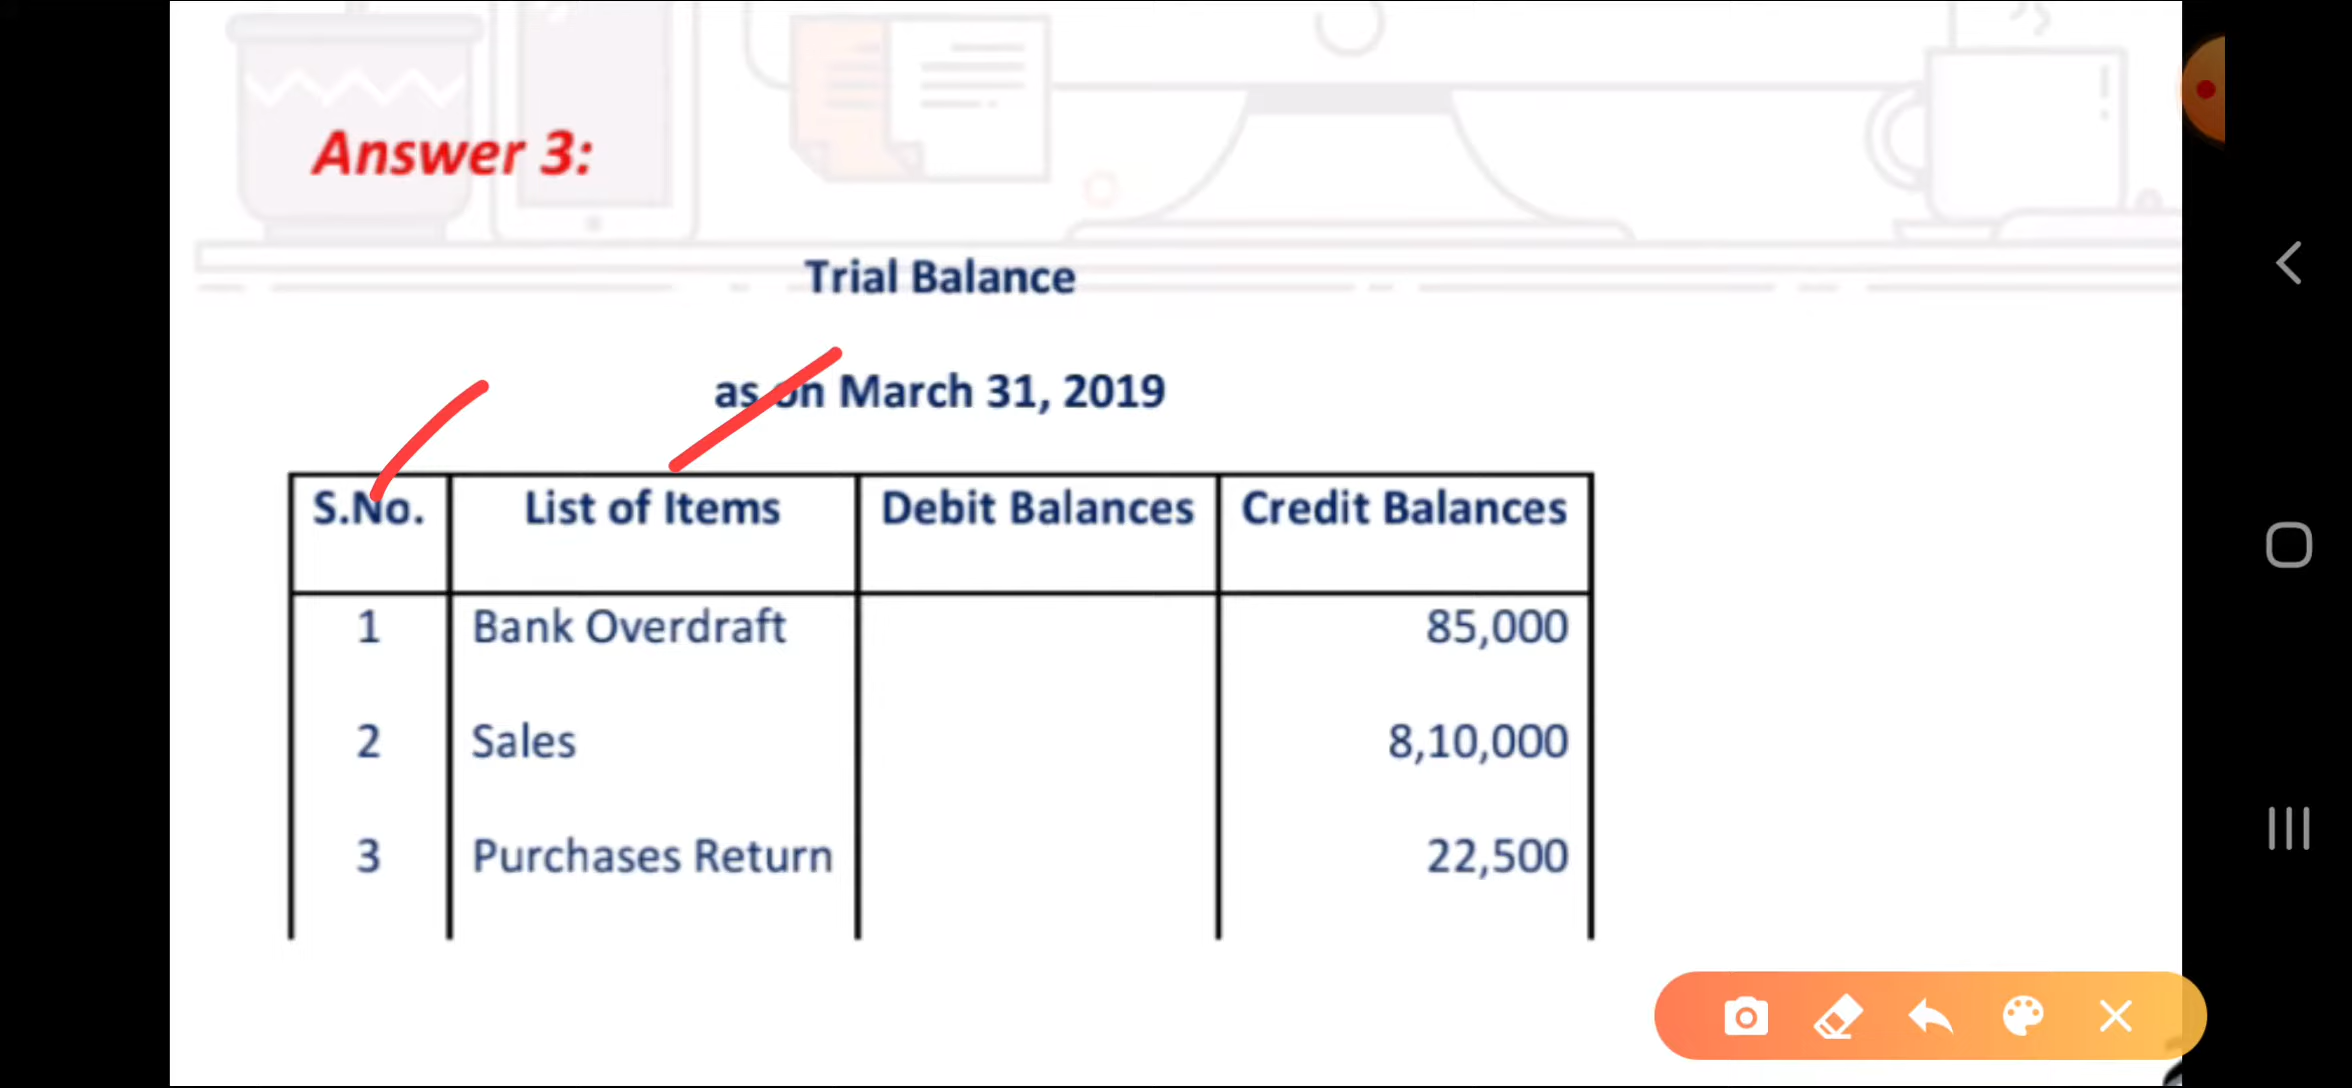 Answer 3:
Trial Balance
as on March 31, 2019
S.No. List of Items Debit Balances Credit Balances
1 Bank Overdraft 85,000
2 Sales 8,10,000
3 Purchases Return 22,500